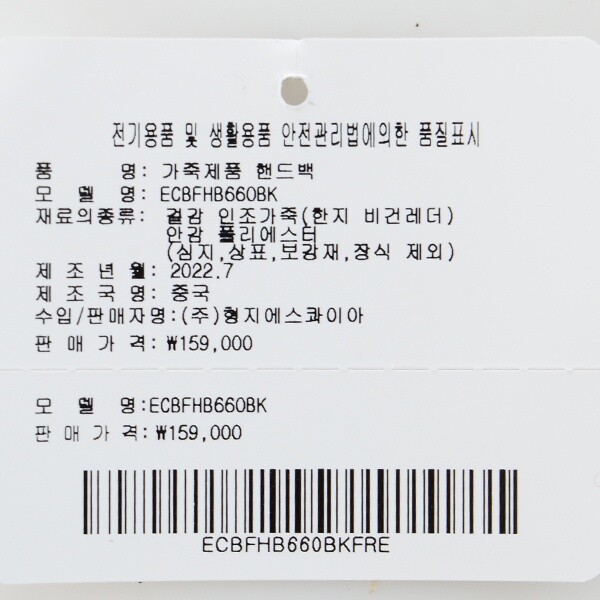 전기용품 및 생활용품 안전관리법에의한 품질표시
품 명: 가죽제품 핸드백
모 델 명: ECBFHB660BK
재료의종류: 겉감 인조가죽(한지 비건레더)
안감 폴리에스터
(심지,상표,보강재,장식 제외)
제 조 년 월: 2022.7
제 조 국 명: 중국
수입/판매자명:(주)형지에스콰이아
판 매 가 격: ₩159,000
모 델 명:ECBFHB660BK
판 매 가 격: ₩159,000
ECBFHB660BKFRE